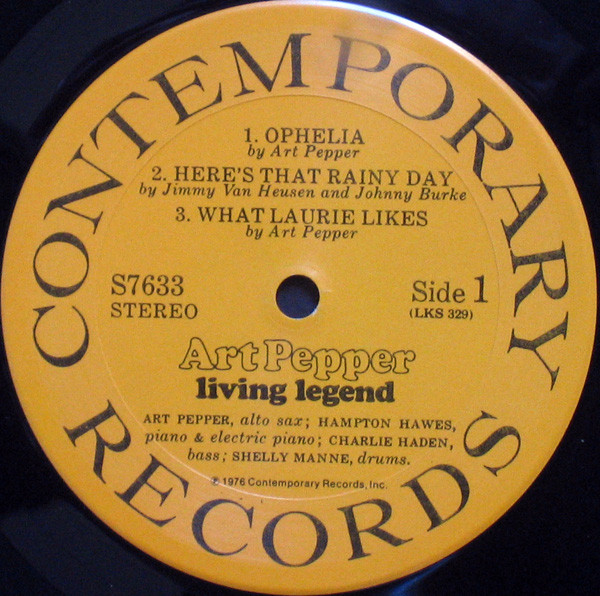 CONTEMPORARY
1. OPHELIA
by Art Pepper
2. HERE'S THAT RAINY DAY
by Jimmy Van Heusen and Johnny Burke
3. WHAT LAURIE LIKES
by Art Pepper
S7633
STEREO
Side 1
(LKS 329)
Art Pepper
living legend
ART PEPPER, alto sax; HAMPTON HAWES,
piano & electric piano; CHARLIE HADEN,
bass; SHELLY MANNE, drums.
℗ 1976 Contemporary Records, Inc.
RECORDS